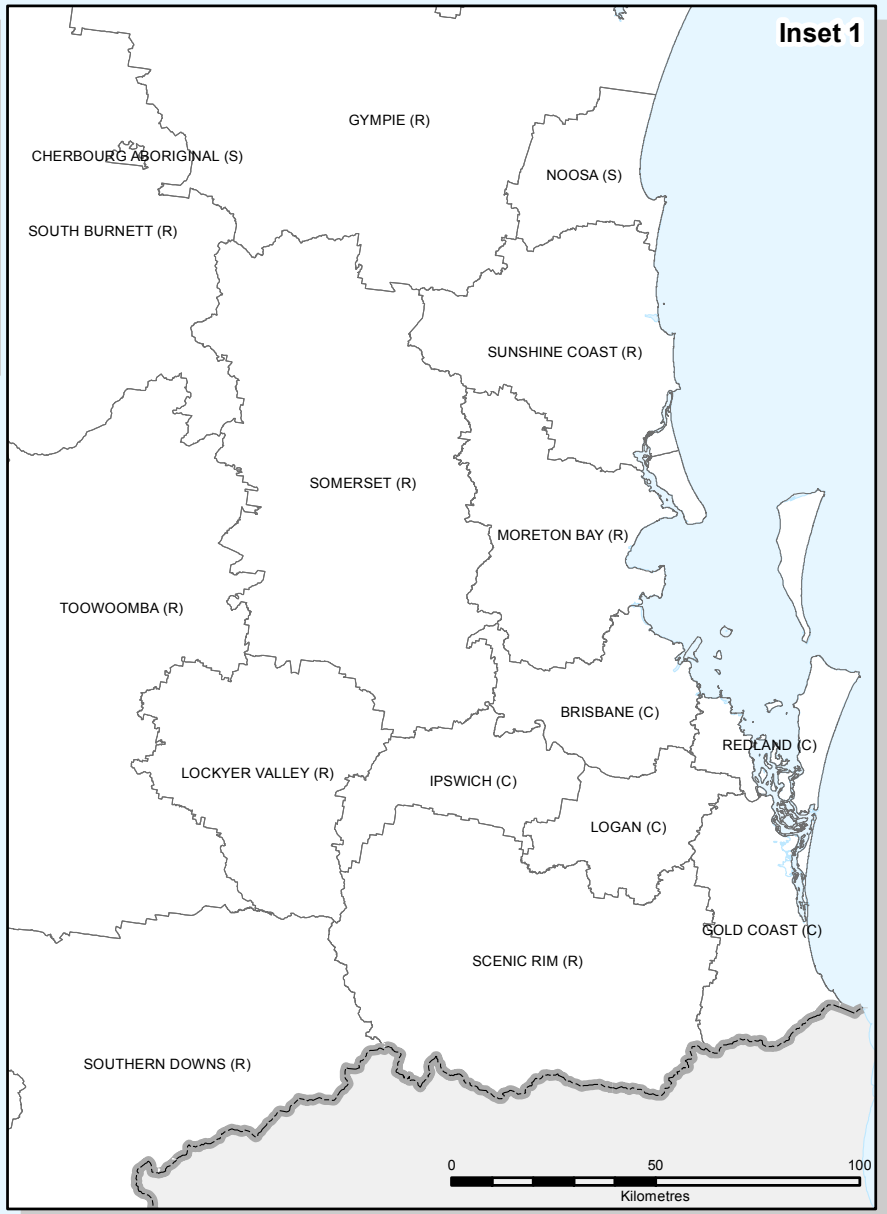 Inset 1
GYMPIE (R)
CHERBOURG ABORIGINAL (S)
NOOSA (S)
SOUTH BURNETT (R)
SUNSHINE COAST (R)
SOMERSET (R)
MORETON BAY (R)
TOOWOOMBA (R)
BRISBANE (C)
REDLAND (C)
LOCKYER VALLEY (R)
IPSWICH (C)
LOGAN (C)
GOLD COAST (C)
SCENIC RIM (R)
SOUTHERN DOWNS (R)
0 50 100
Kilometres